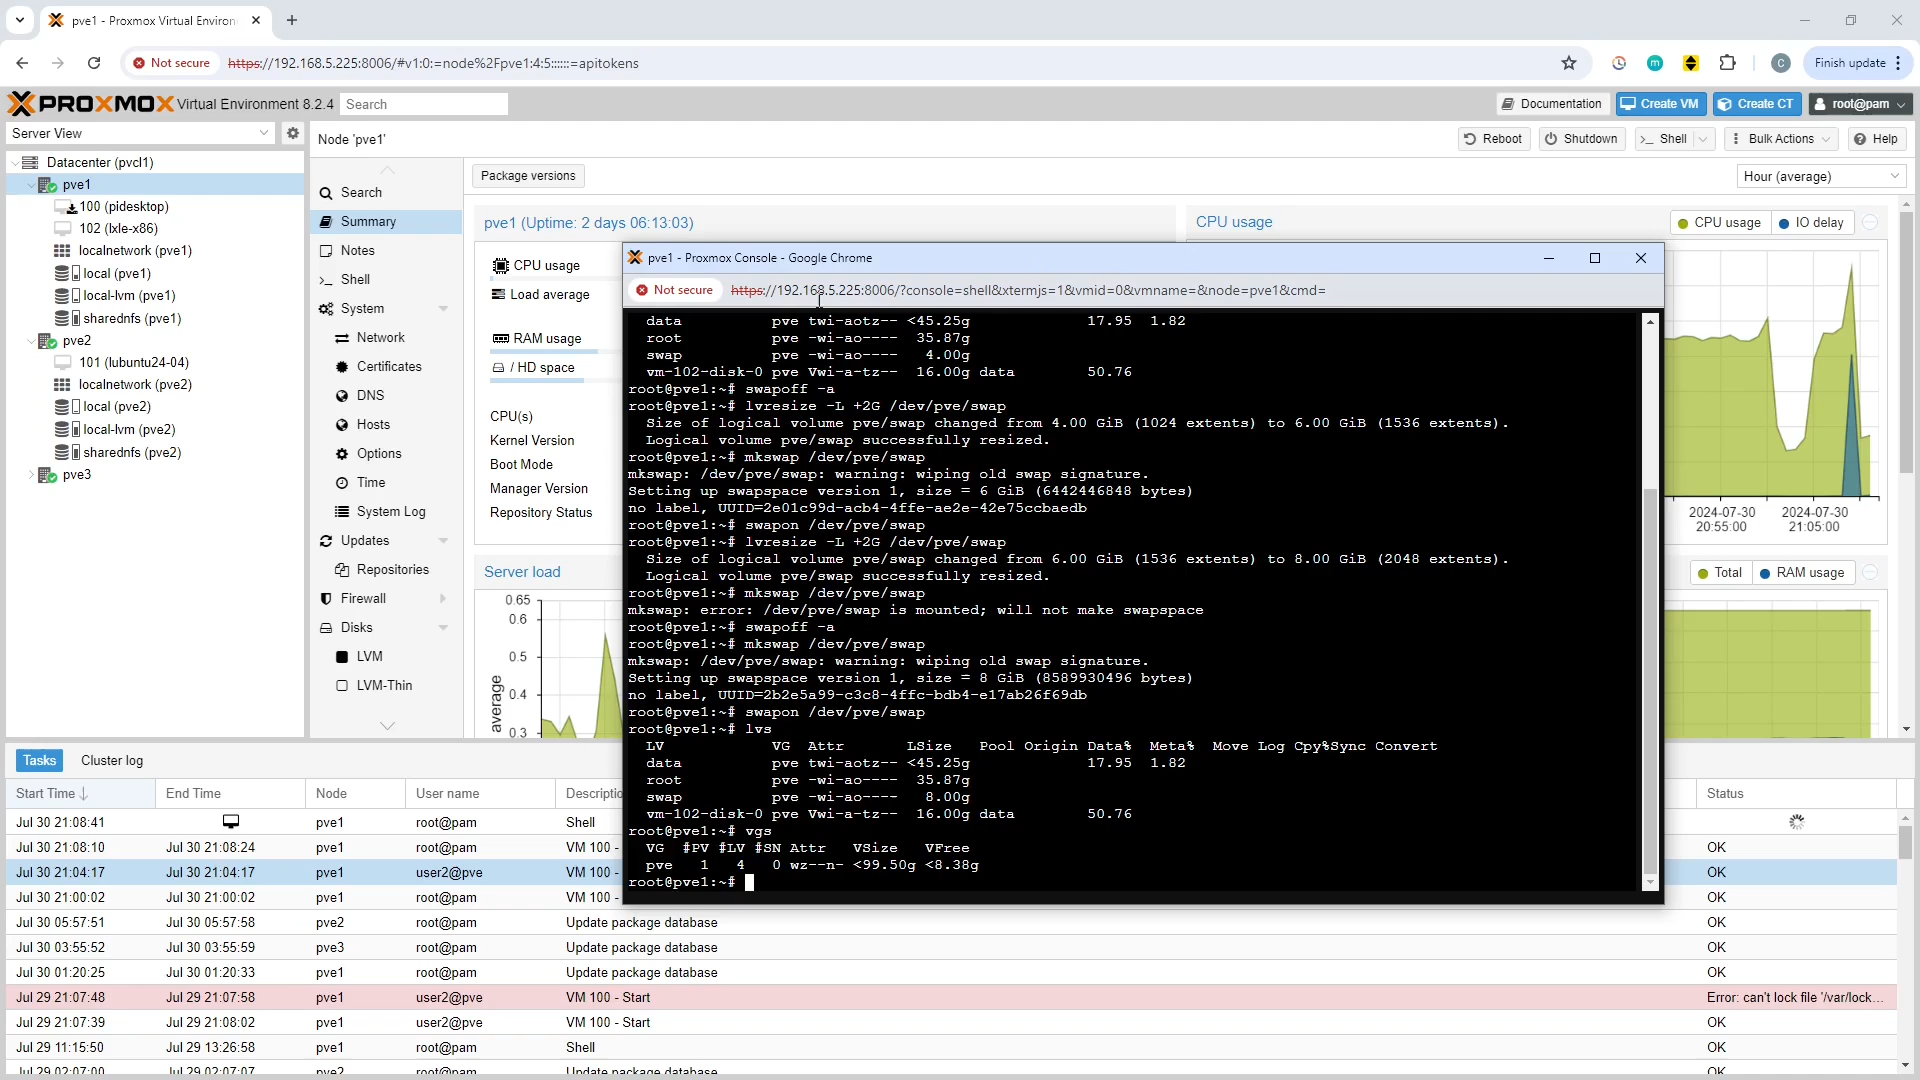 pve1 - Proxmox Virtual Environ
Not secure https://192.168.5.225:8006/#v1:0:=node%2Fpve1:4:5::::::=apitokens
m
C
Finish update
PROXMOX Virtual Environment 8.2.4 Search
Documentation Create VM Create CT root@pam
Server View
Node 'pve1'
Reboot Shutdown Shell Bulk Actions Help
Datacenter (pvcl1)
pve1
100 (pidesktop)
102 (lxle-x86)
localnetwork (pve1)
local (pve1)
local-lvm (pve1)
sharednfs (pve1)
pve2
101 (lubuntu24-04)
localnetwork (pve2)
local (pve2)
local-lvm (pve2)
sharednfs (pve2)
pve3
Search
Summary
Notes
Shell
System
Network
Certificates
DNS
Hosts
Options
Time
System Log
Updates
Repositories
Firewall
Disks
LVM
LVM-Thin
Package versions
Hour (average)
pve1 (Uptime: 2 days 06:13:03)
CPU usage
Load average
RAM usage
/ HD space
CPU(s)
Kernel Version
Boot Mode
Manager Version
Repository Status
Server load
0.65
0.6
0.5
0.4
0.3
average
CPU usage
CPU usage IO delay
2024-07-30 2024-07-30
20:55:00 21:05:00
Total RAM usage
pve1 - Proxmox Console - Google Chrome
Not secure https://192.168.5.225:8006/?console=shell&xtermjs=1&vmid=0&vmname=&node=pve1&cmd=
data pve twi-aotz-- <45.25g 17.95 1.82
root pve -wi-ao---- 35.87g
swap pve -wi-ao---- 4.00g
vm-102-disk-0 pve Vwi-a-tz-- 16.00g data 50.76
root@pve1:~# swapoff -a
root@pve1:~# lvresize -L +2G /dev/pve/swap
Size of logical volume pve/swap changed from 4.00 GiB (1024 extents) to 6.00 GiB (1536 extents).
Logical volume pve/swap successfully resized.
root@pve1:~# mkswap /dev/pve/swap
mkswap: /dev/pve/swap: warning: wiping old swap signature.
Setting up swapspace version 1, size = 6 GiB (6442446848 bytes)
no label, UUID=2e01c99d-acb4-4ffe-ae2e-42e75ccbaedb
root@pve1:~# swapon /dev/pve/swap
root@pve1:~# lvresize -L +2G /dev/pve/swap
Size of logical volume pve/swap changed from 6.00 GiB (1536 extents) to 8.00 GiB (2048 extents).
Logical volume pve/swap successfully resized.
root@pve1:~# mkswap /dev/pve/swap
mkswap: error: /dev/pve/swap is mounted; will not make swapspace
root@pve1:~# swapoff -a
root@pve1:~# mkswap /dev/pve/swap
mkswap: /dev/pve/swap: warning: wiping old swap signature.
Setting up swapspace version 1, size = 8 GiB (8589930496 bytes)
no label, UUID=2b2e5a99-c3c8-4ffc-bdb4-e17ab26f69db
root@pve1:~# swapon /dev/pve/swap
root@pve1:~# lvs
LV VG Attr LSize Pool Origin Data% Meta% Move Log Cpy%Sync Convert
data pve twi-aotz-- <45.25g 17.95 1.82
root pve -wi-ao---- 35.87g
swap pve -wi-ao---- 8.00g
vm-102-disk-0 pve Vwi-a-tz-- 16.00g data 50.76
root@pve1:~# vgs
VG #PV #LV #SN Attr VSize VFree
pve 1 4 0 wz--n- <99.50g <8.38g
root@pve1:~#
Tasks Cluster log
Start Time End Time Node User name Descriptio Status
Jul 30 21:08:41 pve1 root@pam Shell
Jul 30 21:08:10 Jul 30 21:08:24 pve1 root@pam VM 100 - OK
Jul 30 21:04:17 Jul 30 21:04:17 pve1 user2@pve VM 100 - OK
Jul 30 21:00:02 Jul 30 21:00:02 pve1 root@pam VM 100 - OK
Jul 30 05:57:51 Jul 30 05:57:58 pve2 root@pam Update package database OK
Jul 30 03:55:52 Jul 30 03:55:59 pve3 root@pam Update package database OK
Jul 30 01:20:25 Jul 30 01:20:33 pve1 root@pam Update package database OK
Jul 29 21:07:48 Jul 29 21:07:58 pve1 user2@pve VM 100 - Start Error: can't lock file '/var/lock...
Jul 29 21:07:39 Jul 29 21:08:02 pve1 user2@pve VM 100 - Start OK
Jul 29 11:15:50 Jul 29 13:26:58 pve1 root@pam Shell OK
Jul 29 02:07:00 Jul 29 02:07:07 pve2 root@pam Update package database OK